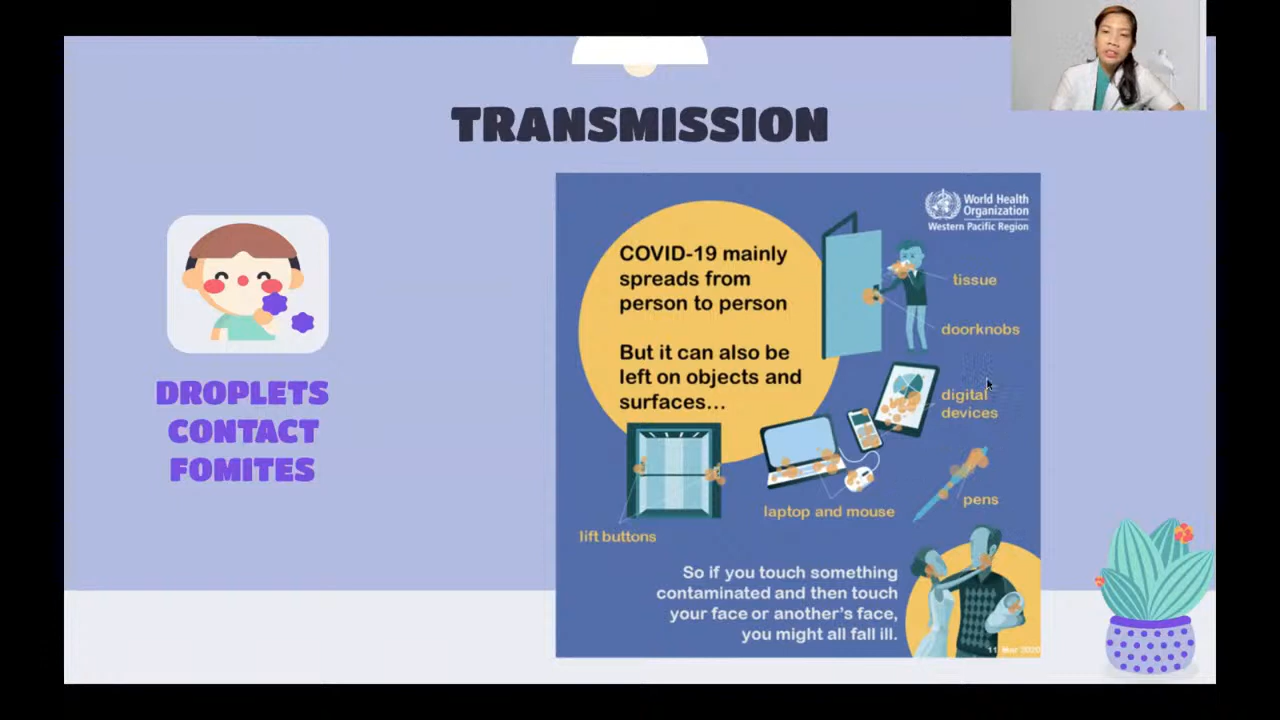 TRANSMISSION
DROPLETS
CONTACT
FOMITES
World Health
Organization
Western Pacific Region
COVID-19 mainly
spreads from
person to person
But it can also be
left on objects and
surfaces...
tissue
doorknobs
digital
devices
pens
laptop and mouse
lift buttons
So if you touch something
contaminated and then touch
your face or another's face,
you might all fall ill.
11 Mar 2020